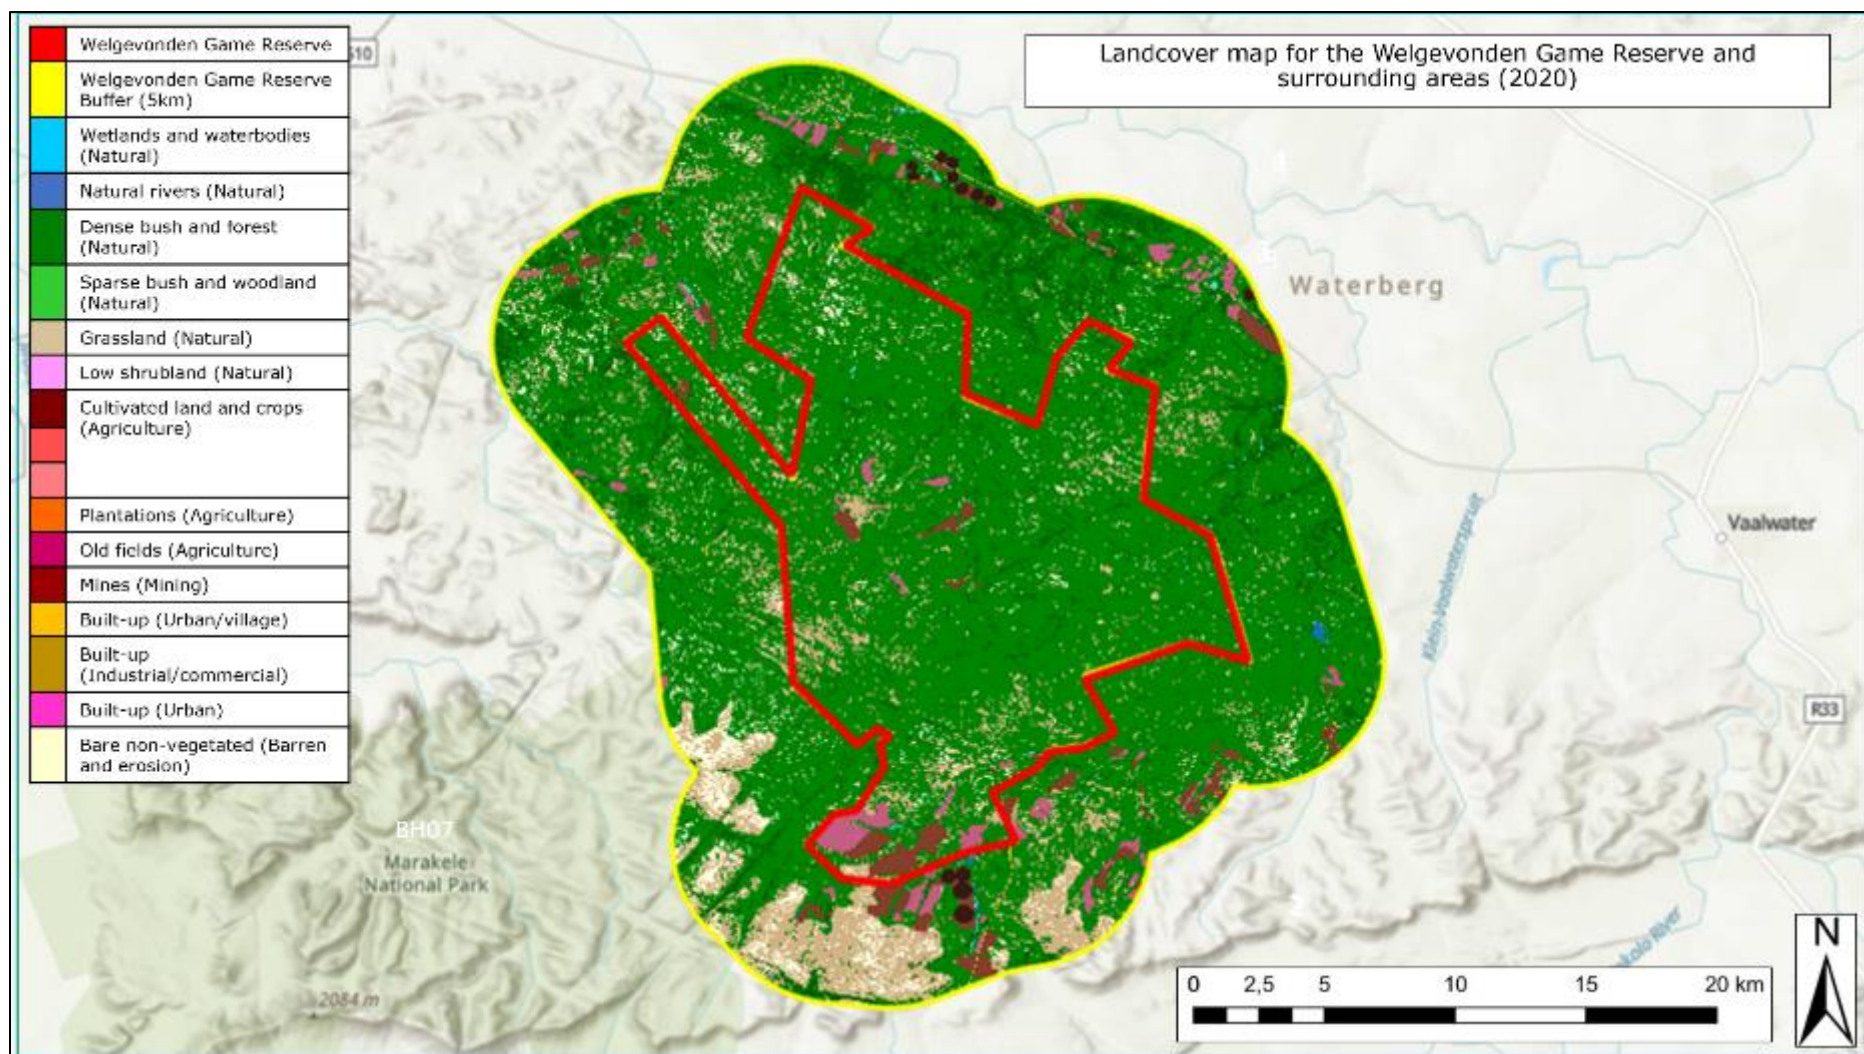 Welgevonden Game Reserve
Welgevonden Game Reserve
Buffer (5km)
Wetlands and waterbodies
(Natural)
Natural rivers (Natural)
Dense bush and forest
(Natural)
Sparse bush and woodland
(Natural)
Grassland (Natural)
Low shrubland (Natural)
Cultivated land and crops
(Agriculture)
Plantations (Agriculture)
Old fields (Agriculture)
Mines (Mining)
Built-up (Urban/village)
Built-up
(Industrial/commercial)
Built-up (Urban)
Bare non-vegetated (Barren
and erosion)
Landcover map for the Welgevonden Game Reserve and
surrounding areas (2020)
Waterberg
Vaalwater
Klein-Vaalwaterspruit
R33
BH07
Marakele
National Park
2084 m
River
N
0 2,5 5 10 15 20 km